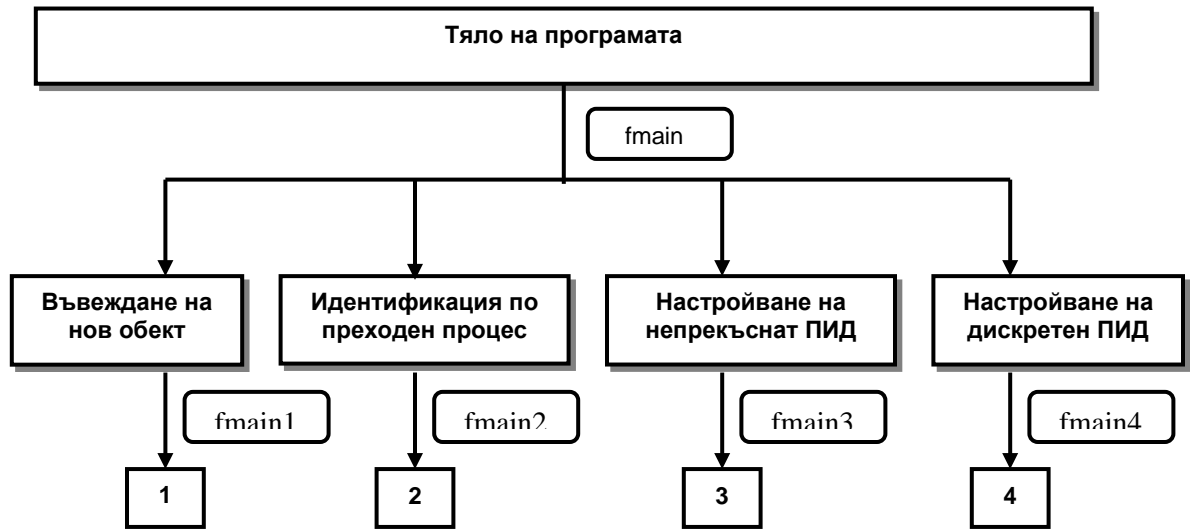 Тяло на програмата
fmain
Въвеждане на
нов обект
Идентификация по
преходен процес
Настройване на
непрекъснат ПИД
Настройване на
дискретен ПИД
fmain1
fmain2
fmain3
fmain4
1
2
3
4